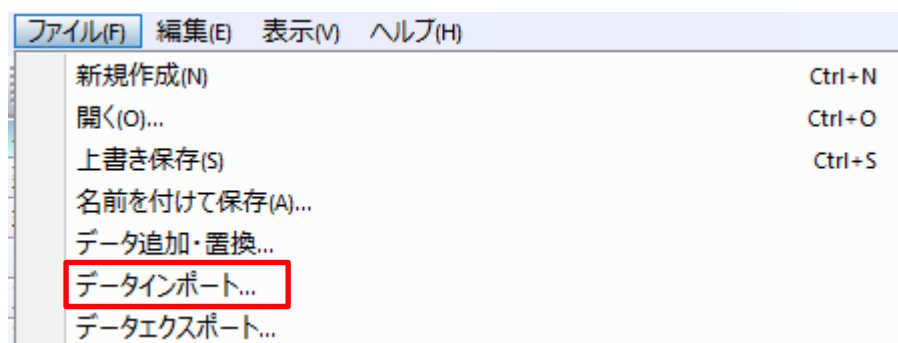 ファイル(F) 編集(E) 表示(V) ヘルプ(H)
新規作成(N) Ctrl+N
開く(O)... Ctrl+O
上書き保存(S) Ctrl+S
名前を付けて保存(A)...
データ追加・置換...
データインポート...
データエクスポート...